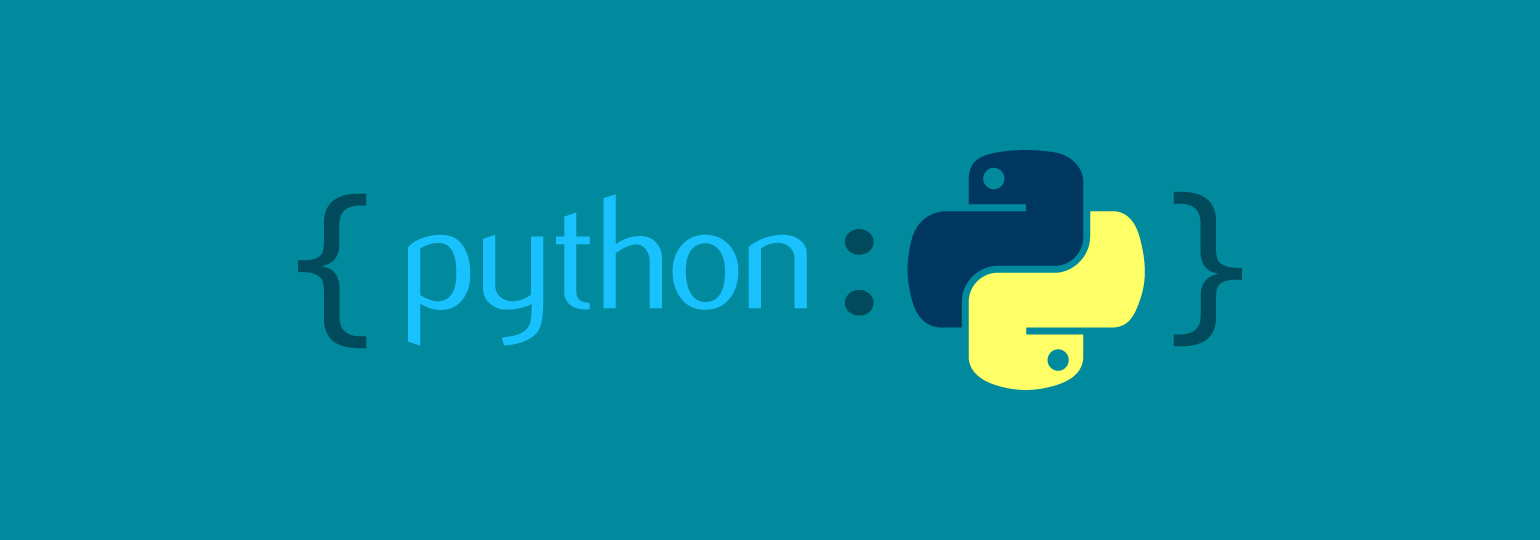 { python : }